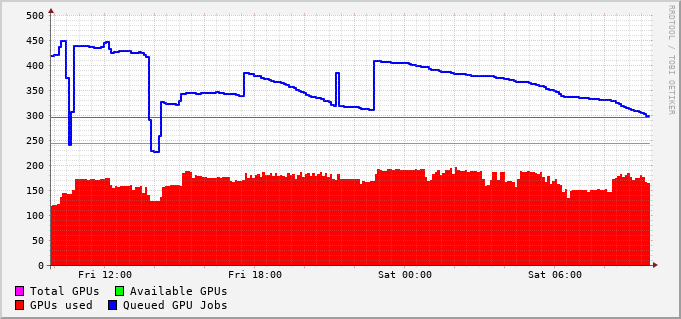 500
450
400
350
300
250
200
150
100
50
0
Fri 12:00 Fri 18:00 Sat 00:00 Sat 06:00
Total GPUs Available GPUs
GPUs used Queued GPU Jobs
RRDTOOL / TOBI OETIKER